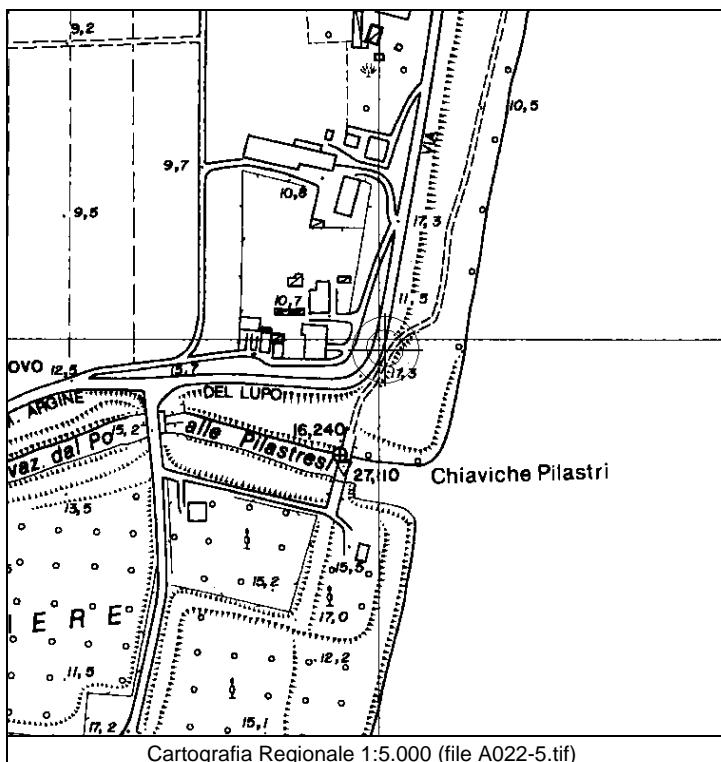 9,2
10,5
VIA
9,7
10,8
9,5
17,3
11,5
10,7
17,3
OVO 12,5 15,7
DEL LUPO
ARGINE
16,240
15,2
vaz. dal Po alle Pilastresi
27,110 Chiaviche Pilastri
13,5
15,5
15,2
17,0
I E R E
12,2
11,5
17,2
15,1
Cartografia Regionale 1:5.000 (file A022-5.tif)